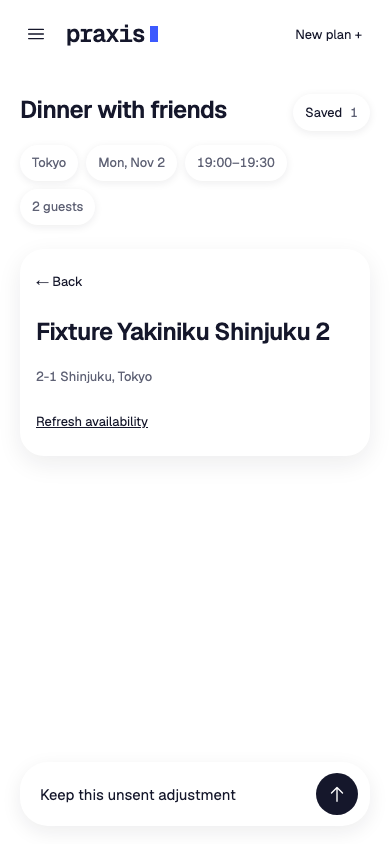 praxis
New plan +
Dinner with friends
Saved 1
Tokyo
Mon, Nov 2
19:00–19:30
2 guests
← Back
Fixture Yakiniku Shinjuku 2
2-1 Shinjuku, Tokyo
Refresh availability
Keep this unsent adjustment